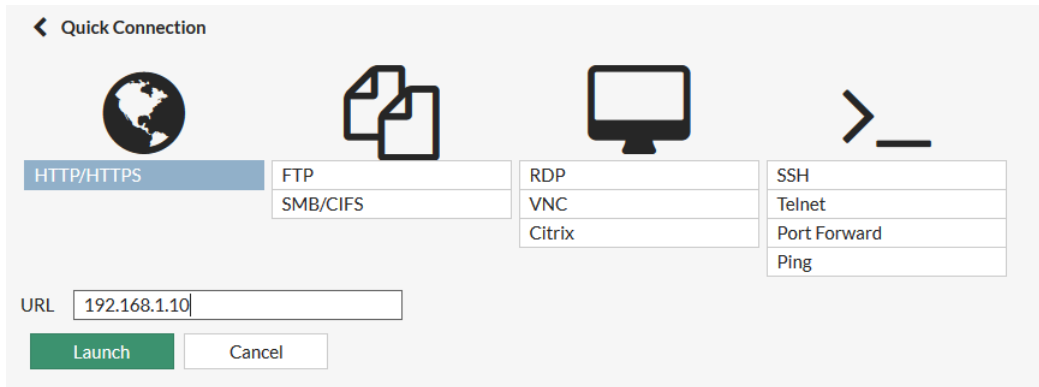 Quick Connection
HTTP/HTTPS
FTP
SMB/CIFS
RDP
VNC
Citrix
SSH
Telnet
Port Forward
Ping
URL 192.168.1.10
Launch Cancel